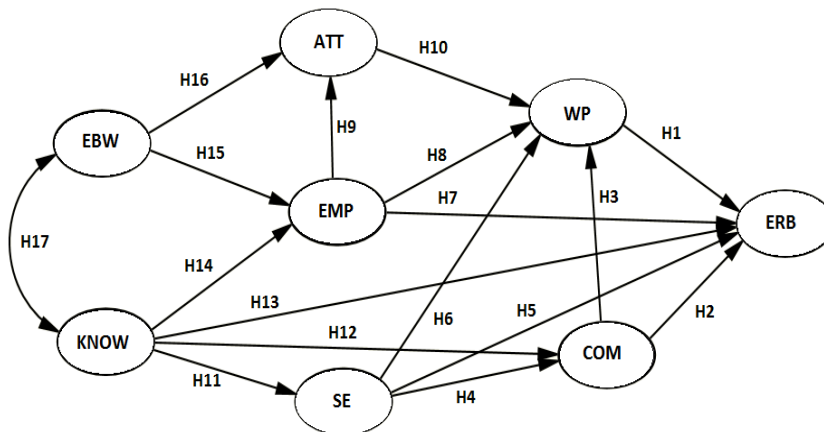 ATT
H10
H16
WP
H1
EBW
H9
H8
H15
H7
H3
EMP
ERB
H17
H14
H13
H5
H6
H2
H12
KNOW
COM
H11
H4
SE